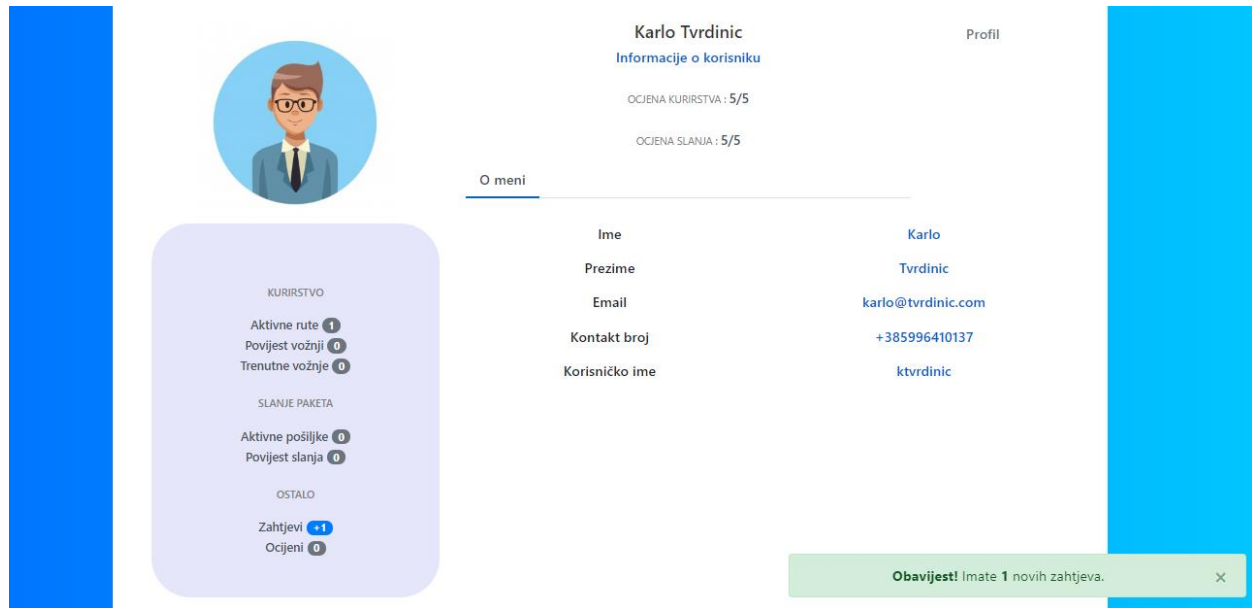 Karlo Tvrdinic
Profil
Informacije o korisniku
OCJENA KURIRSTVA : 5/5
OCJENA SLANJA : 5/5
O meni
Ime Karlo
Prezime Tvrdinic
Email karlo@tvrdinic.com
Kontakt broj +385996410137
Korisničko ime ktvrdinic
KURIRSTVO
Aktivne rute 1
Povijest vožnji 0
Trenutne vožnje 0
SLANJE PAKETA
Aktivne pošiljke 0
Povijest slanja 0
OSTALO
Zahtjevi +1
Ocijeni 0
Obavijest! Imate 1 novih zahtjeva. ×